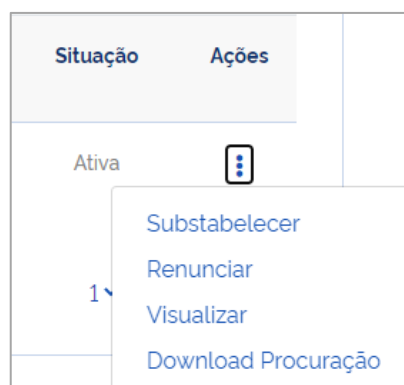 Situação Ações
Ativa
Substabelecer
Renunciar
1
Visualizar
Download Procuração